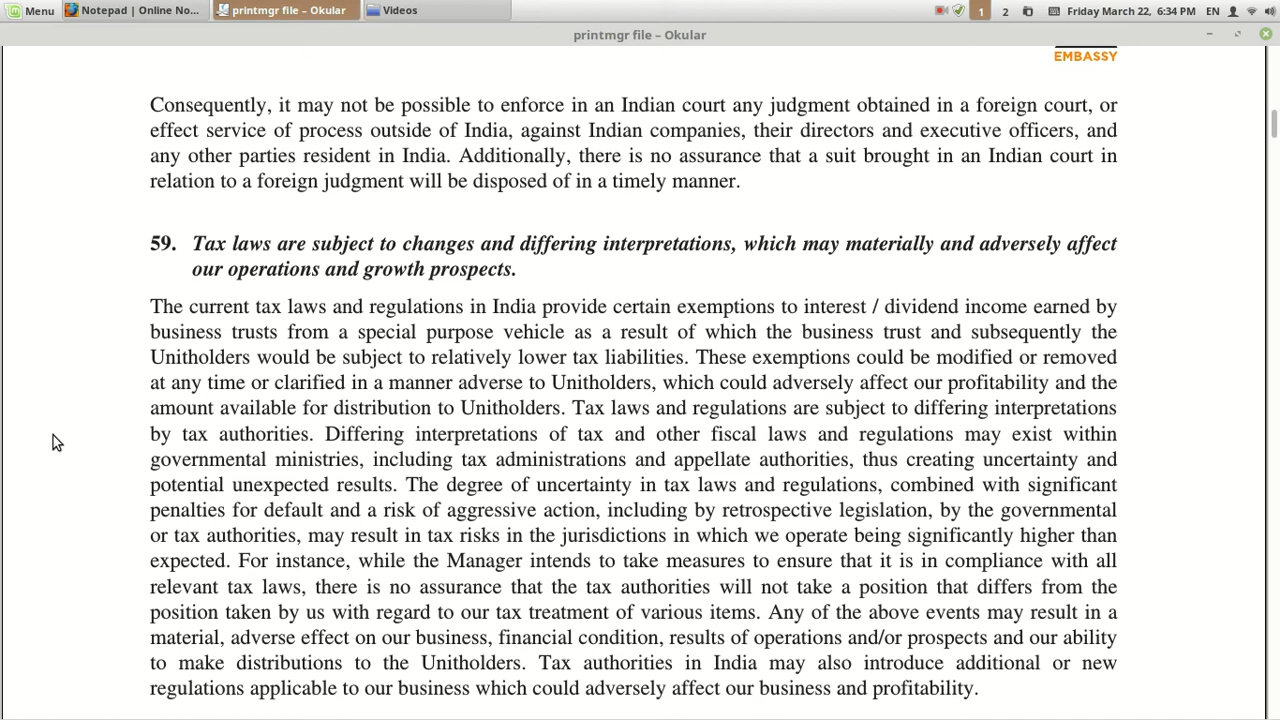 Menu Notepad | Online No... printmgr file – Okular Videos 1 2 Friday March 22, 6:34 PM EN
printmgr file – Okular
EMBASSY
Consequently, it may not be possible to enforce in an Indian court any judgment obtained in a foreign court, or
effect service of process outside of India, against Indian companies, their directors and executive officers, and
any other parties resident in India. Additionally, there is no assurance that a suit brought in an Indian court in
relation to a foreign judgment will be disposed of in a timely manner.
59. Tax laws are subject to changes and differing interpretations, which may materially and adversely affect
our operations and growth prospects.
The current tax laws and regulations in India provide certain exemptions to interest / dividend income earned by
business trusts from a special purpose vehicle as a result of which the business trust and subsequently the
Unitholders would be subject to relatively lower tax liabilities. These exemptions could be modified or removed
at any time or clarified in a manner adverse to Unitholders, which could adversely affect our profitability and the
amount available for distribution to Unitholders. Tax laws and regulations are subject to differing interpretations
by tax authorities. Differing interpretations of tax and other fiscal laws and regulations may exist within
governmental ministries, including tax administrations and appellate authorities, thus creating uncertainty and
potential unexpected results. The degree of uncertainty in tax laws and regulations, combined with significant
penalties for default and a risk of aggressive action, including by retrospective legislation, by the governmental
or tax authorities, may result in tax risks in the jurisdictions in which we operate being significantly higher than
expected. For instance, while the Manager intends to take measures to ensure that it is in compliance with all
relevant tax laws, there is no assurance that the tax authorities will not take a position that differs from the
position taken by us with regard to our tax treatment of various items. Any of the above events may result in a
material, adverse effect on our business, financial condition, results of operations and/or prospects and our ability
to make distributions to the Unitholders. Tax authorities in India may also introduce additional or new
regulations applicable to our business which could adversely affect our business and profitability.